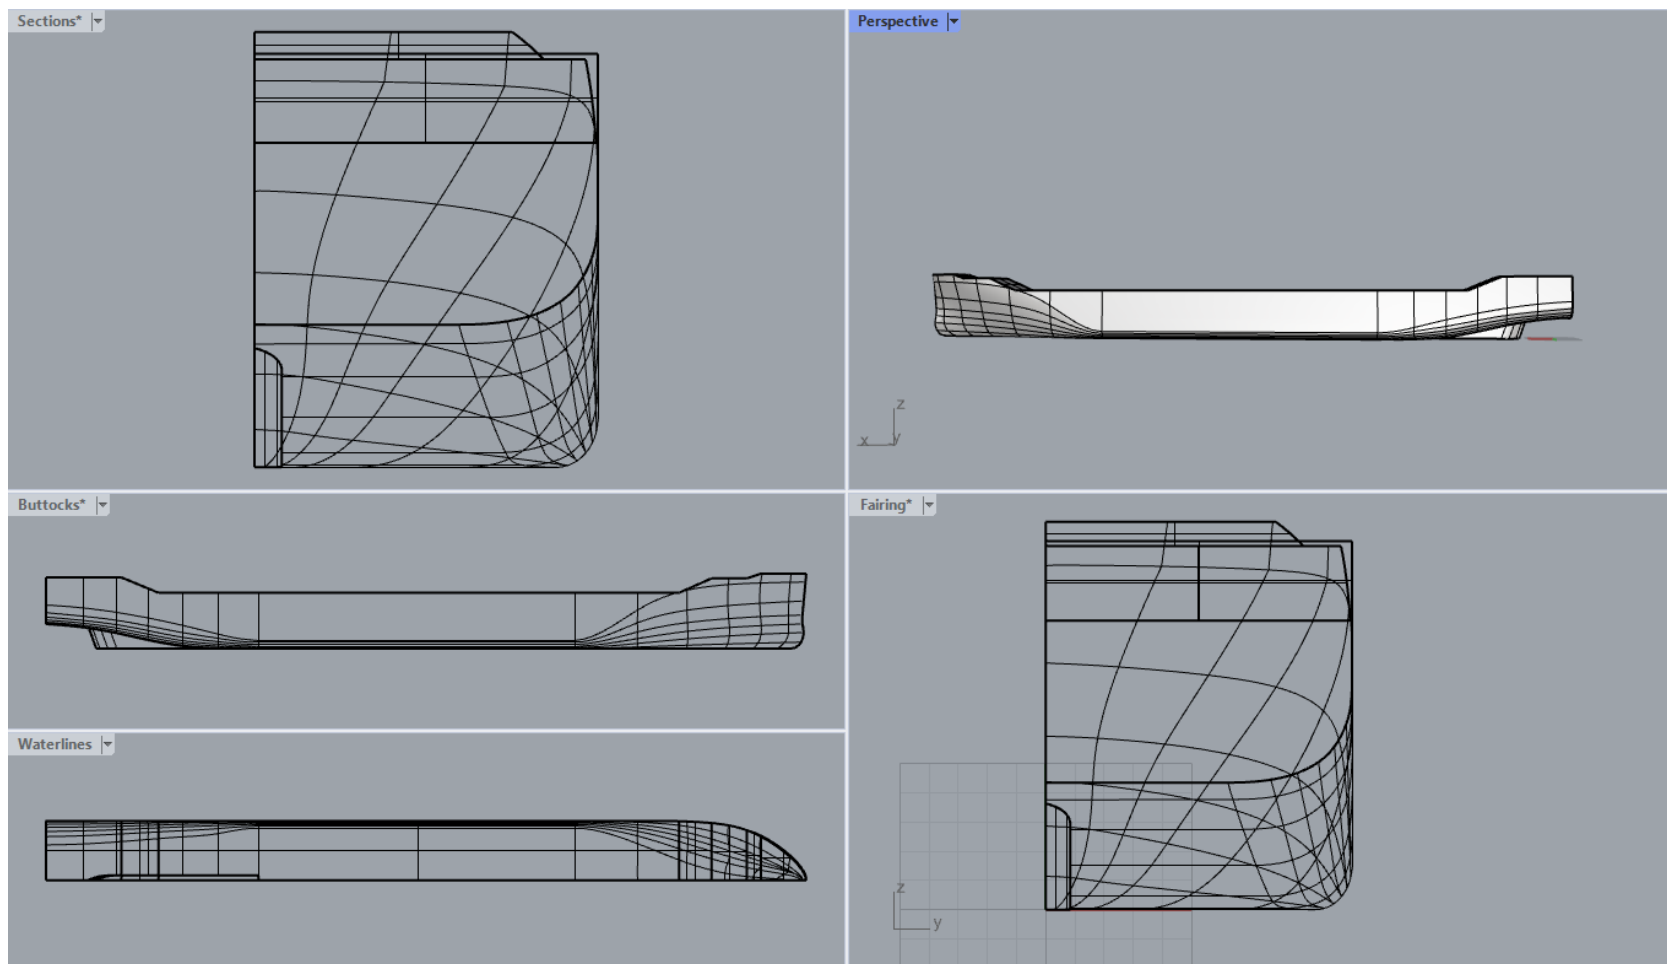 Sections*
Perspective
z
x y
Buttocks*
Fairing*
Waterlines
z
y